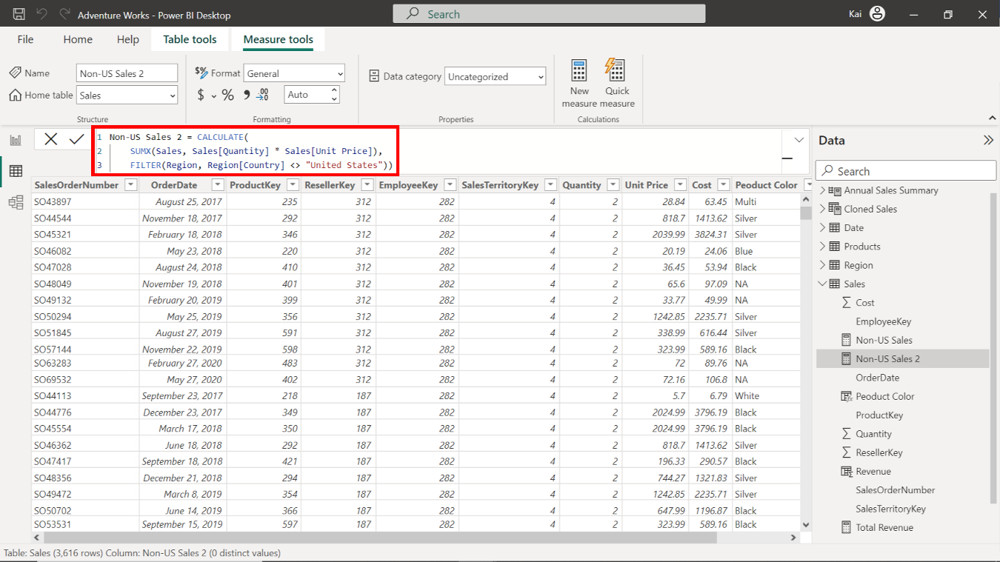 Adventure Works - Power BI Desktop
Search
Kai
File Home Help Table tools Measure tools
Name Non-US Sales 2
Home table Sales
Structure
$% Format General
$ % 9 .00 →0 Auto
Formatting
Data category Uncategorized
Properties
New measure
Quick measure
Calculations
1 Non-US Sales 2 = CALCULATE(
2 SUMX(Sales, Sales[Quantity] * Sales[Unit Price]),
3 FILTER(Region, Region[Country] <> "United States"))
SalesOrderNumber OrderDate ProductKey ResellerKey EmployeeKey SalesTerritoryKey Quantity Unit Price Cost Peoduct Color
SO43897 August 25, 2017 235 312 282 4 2 28.84 63.45 Multi
SO44544 November 18, 2017 292 312 282 4 2 818.7 1413.62 Silver
SO45321 February 18, 2018 346 312 282 4 2 2039.99 3824.31 Silver
SO46082 May 23, 2018 220 312 282 4 2 20.19 24.06 Blue
SO47028 August 24, 2018 410 312 282 4 2 36.45 53.94 Black
SO48049 November 19, 2018 401 312 282 4 2 65.6 97.09 NA
SO49132 February 20, 2019 399 312 282 4 2 33.77 49.99 NA
SO50294 May 25, 2019 356 312 282 4 2 1242.85 2235.71 Silver
SO51845 August 27, 2019 591 312 282 4 2 338.99 616.44 Silver
SO57144 November 22, 2019 598 312 282 4 2 323.99 589.16 Black
SO63283 February 27, 2020 483 312 282 4 2 72 89.76 NA
SO69532 May 27, 2020 402 312 282 4 2 72.16 106.8 NA
SO44113 September 23, 2017 218 187 282 4 2 5.7 6.79 White
SO44776 December 23, 2017 349 187 282 4 2 2024.99 3796.19 Black
SO45554 March 17, 2018 350 187 282 4 2 2024.99 3796.19 Black
SO46362 June 18, 2018 292 187 282 4 2 818.7 1413.62 Silver
SO47417 September 18, 2018 421 187 282 4 2 196.33 290.57 Black
SO48356 December 21, 2018 294 187 282 4 2 744.27 1321.83 Silver
SO49472 March 8, 2019 354 187 282 4 2 1242.85 2235.71 Silver
SO50702 June 14, 2019 366 187 282 4 2 647.99 1196.87 Black
SO53531 September 15, 2019 597 187 282 4 2 323.99 589.16 Black
Data
Search
Annual Sales Summary
Cloned Sales
Date
Products
Region
Sales
Cost
EmployeeKey
Non-US Sales
Non-US Sales 2
OrderDate
Peoduct Color
ProductKey
Quantity
ResellerKey
Revenue
SalesOrderNumber
SalesTerritoryKey
Total Revenue
Table: Sales (3,616 rows) Column: Non-US Sales 2 (0 distinct values)